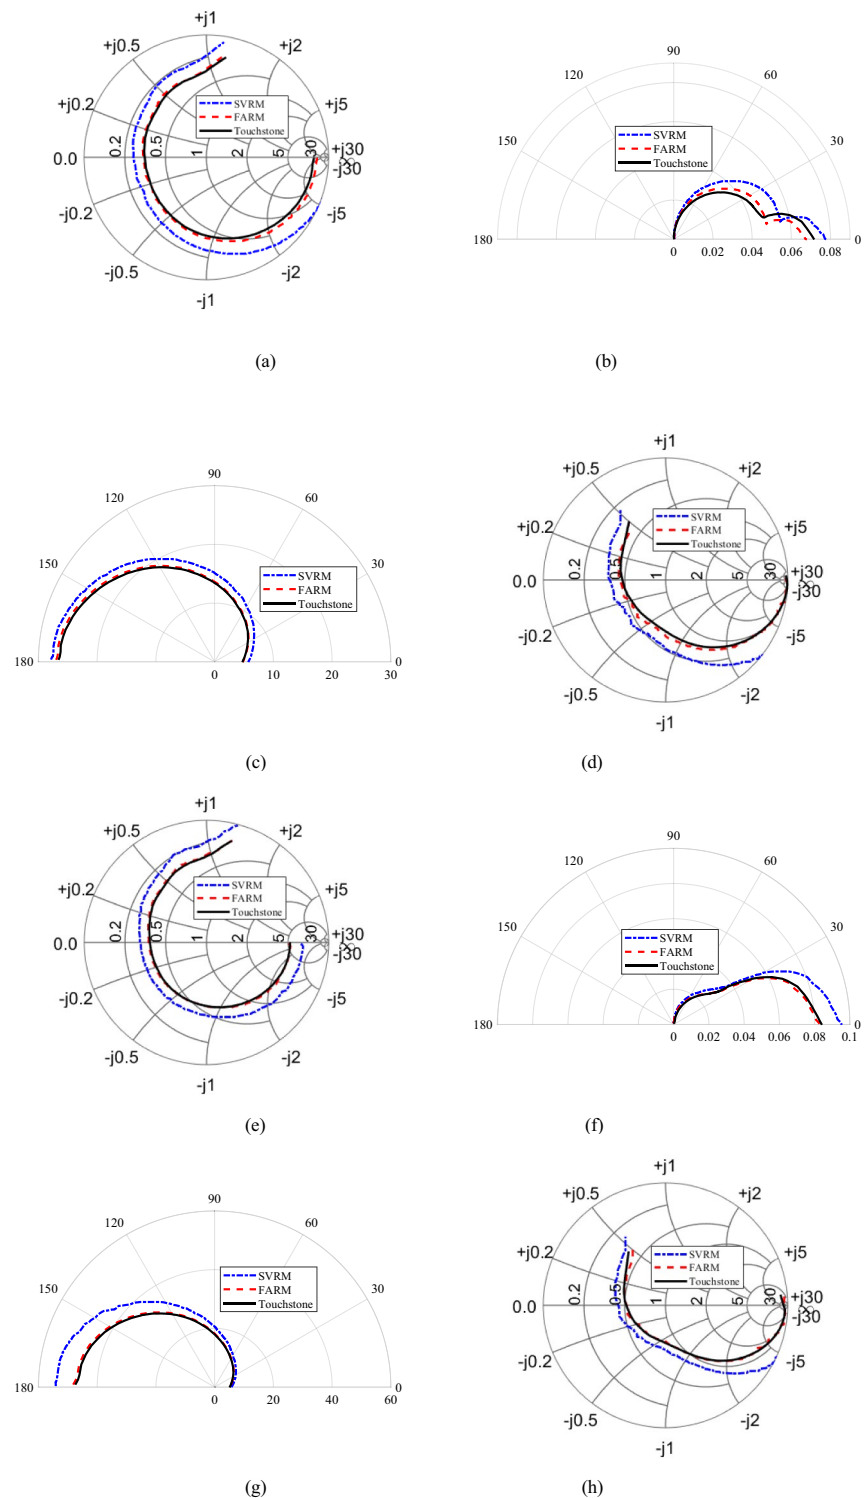 +j1
+j0.5
+j2
+j0.2
+j5
SVRM
FARM
Touchstone
0.0
0.2
0.5
1
2
5
30
+j30
-j30
-j0.2
-j5
-j0.5
-j2
-j1
(a)
90
120
60
150
30
SVRM
FARM
Touchstone
180
0
0
0.02
0.04
0.06
0.08
(b)
90
120
60
150
30
SVRM
FARM
Touchstone
180
0
0
10
20
30
(c)
+j1
+j0.5
+j2
+j0.2
+j5
SVRM
FARM
Touchstone
0.0
0.2
0.5
1
2
5
30
+j30
-j30
-j0.2
-j5
-j0.5
-j2
-j1
(d)
+j1
+j0.5
+j2
+j0.2
+j5
SVRM
FARM
Touchstone
0.0
0.2
0.5
1
2
5
30
+j30
-j30
-j0.2
-j5
-j0.5
-j2
-j1
(e)
90
120
60
150
30
SVRM
FARM
Touchstone
180
0
0
0.02
0.04
0.06
0.08
0.1
(f)
90
120
60
150
30
SVRM
FARM
Touchstone
180
0
0
20
40
60
(g)
+j1
+j0.5
+j2
+j0.2
+j5
SVRM
FARM
Touchstone
0.0
0.2
0.5
1
2
5
30
+j30
-j30
-j0.2
-j5
-j0.5
-j2
-j1
(h)